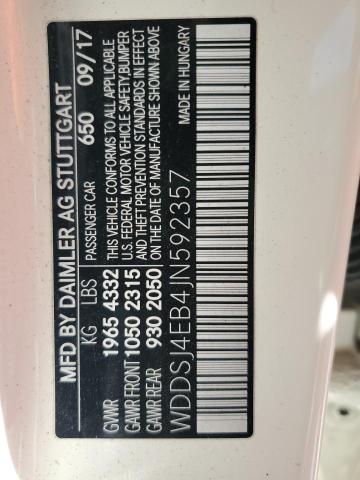 MFD BY DAIMLER AG STUTTGART
KG LBS PASSENGER CAR 650 09/17
GVWR 1965 4332 THIS VEHICLE CONFORMS TO ALL APPLICABLE
GAWR FRONT 1050 2315 U.S. FEDERAL MOTOR VEHICLE SAFETY,BUMPER
AND THEFT PREVENTION STANDARDS IN EFFECT
GAWR REAR 930 2050 ON THE DATE OF MANUFACTURE SHOWN ABOVE
WDDSJ4EB4JN592357 MADE IN HUNGARY